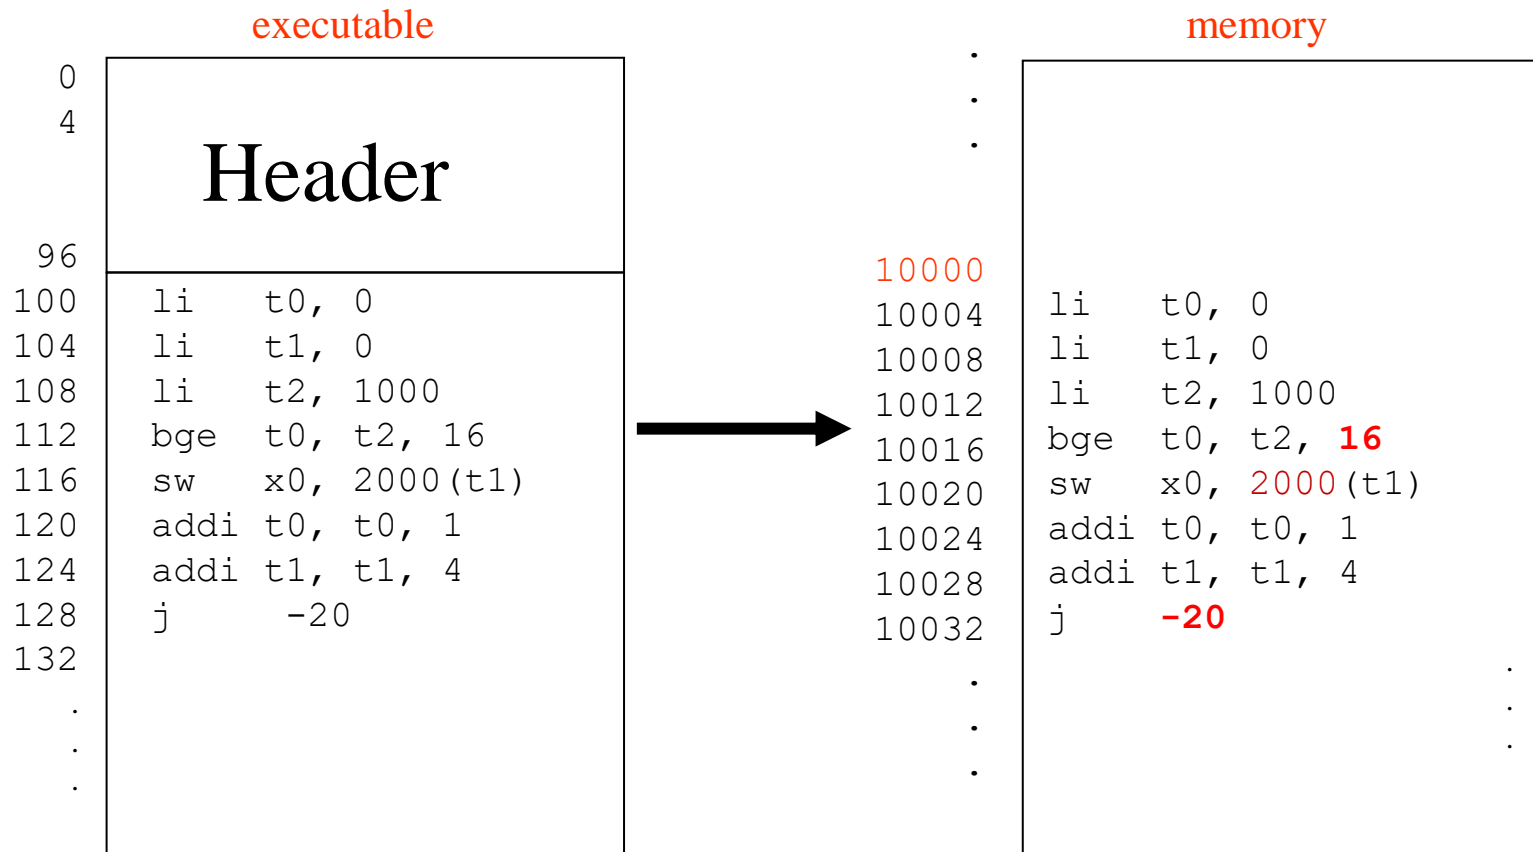 executable
0
4
Header
96
100 li t0, 0
104 li t1, 0
108 li t2, 1000
112 bge t0, t2, 16
116 sw x0, 2000(t1)
120 addi t0, t0, 1
124 addi t1, t1, 4
128 j -20
132
.
.
.
memory
.
.
.
10000
10004 li t0, 0
10008 li t1, 0
10012 li t2, 1000
10016 bge t0, t2, 16
10020 sw x0, 2000(t1)
10024 addi t0, t0, 1
10028 addi t1, t1, 4
10032 j -20
.
.
.
.
.
.